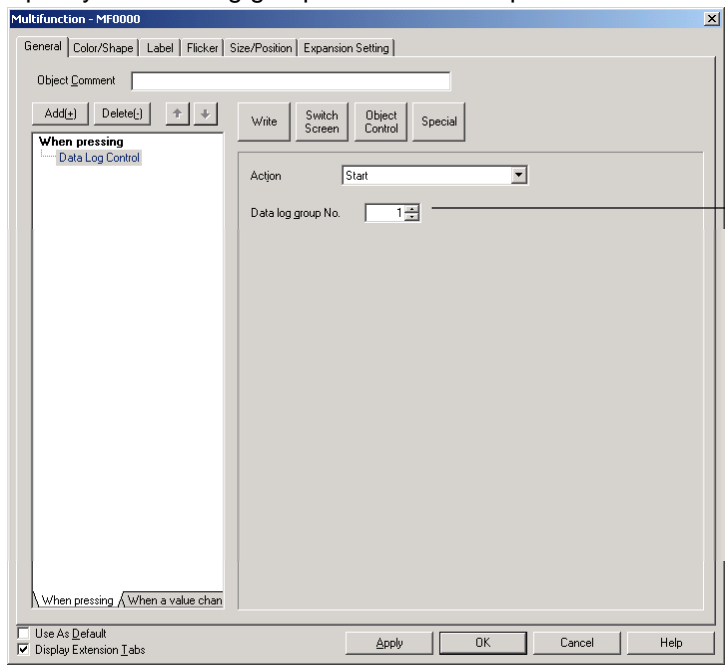 Multifunction - MF0000
General Color/Shape Label Flicker Size/Position Expansion Setting
Object Comment
Add(+) Delete(-)
Write Switch Screen Object Control Special
When pressing
Data Log Control
Action Start
Data log group No. 1
When pressing When a value chan
Use As Default
Display Extension Tabs
Apply OK Cancel Help